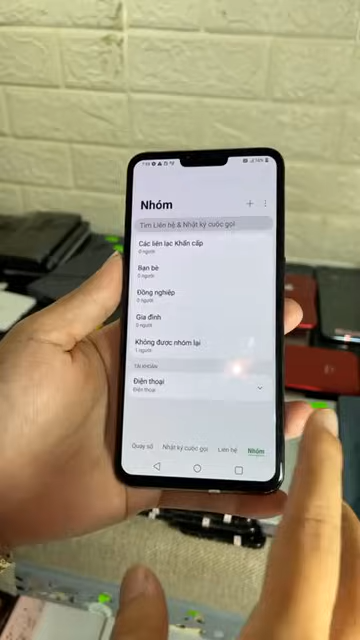 Nhóm
Tìm Liên hệ & Nhật ký cuộc gọi
Các liên lạc Khẩn cấp
0 người
Bạn bè
0 người
Đồng nghiệp
0 người
Gia đình
0 người
Không được nhóm lại
1 người
TÀI KHOẢN
Điện thoại
Điện thoại
Quay số Nhật ký cuộc gọi Liên hệ Nhóm